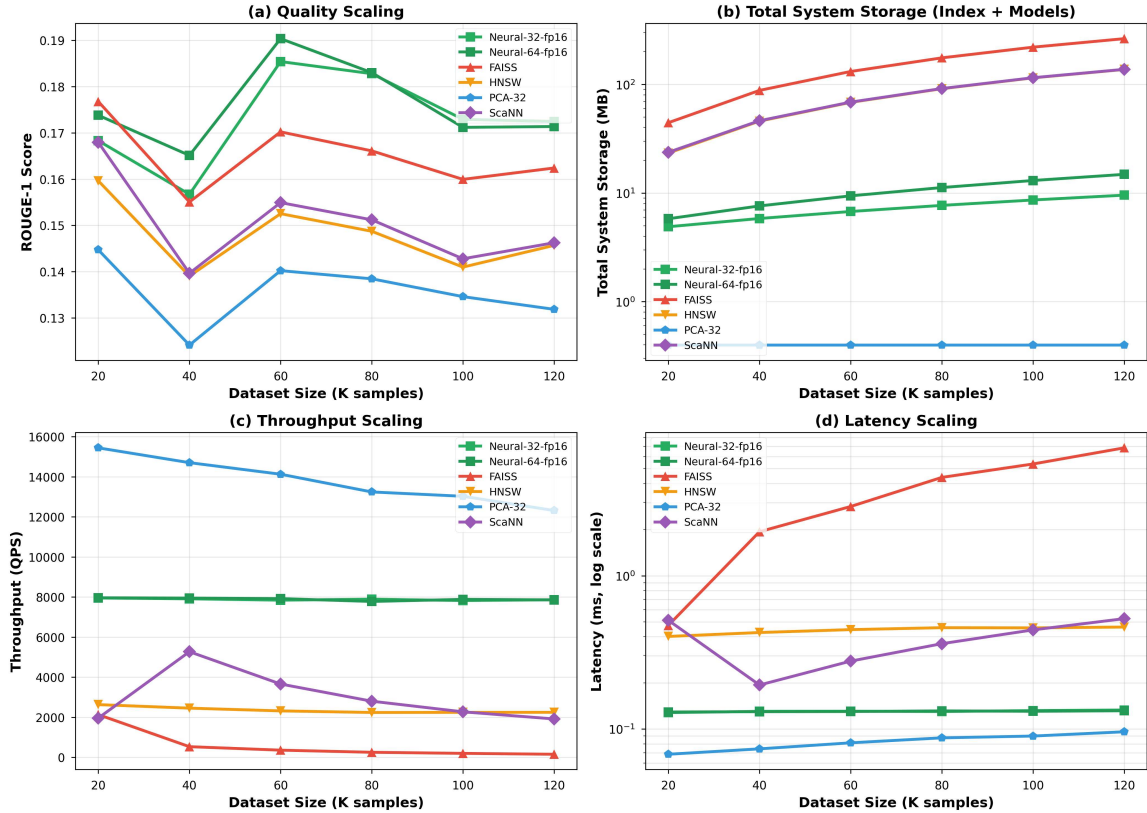 (a) Quality Scaling
ROUGE-1 Score
0.19
0.18
0.17
0.16
0.15
0.14
0.13
Neural-32-fp16
Neural-64-fp16
FAISS
HNSW
PCA-32
ScaNN
20 40 60 80 100 120
Dataset Size (K samples)
(b) Total System Storage (Index + Models)
Total System Storage (MB)
10²
10¹
10⁰
Neural-32-fp16
Neural-64-fp16
FAISS
HNSW
PCA-32
ScaNN
20 40 60 80 100 120
Dataset Size (K samples)
(c) Throughput Scaling
Throughput (QPS)
16000
14000
12000
10000
8000
6000
4000
2000
0
Neural-32-fp16
Neural-64-fp16
FAISS
HNSW
PCA-32
ScaNN
20 40 60 80 100 120
Dataset Size (K samples)
(d) Latency Scaling
Latency (ms, log scale)
10⁰
10⁻¹
Neural-32-fp16
Neural-64-fp16
FAISS
HNSW
PCA-32
ScaNN
20 40 60 80 100 120
Dataset Size (K samples)